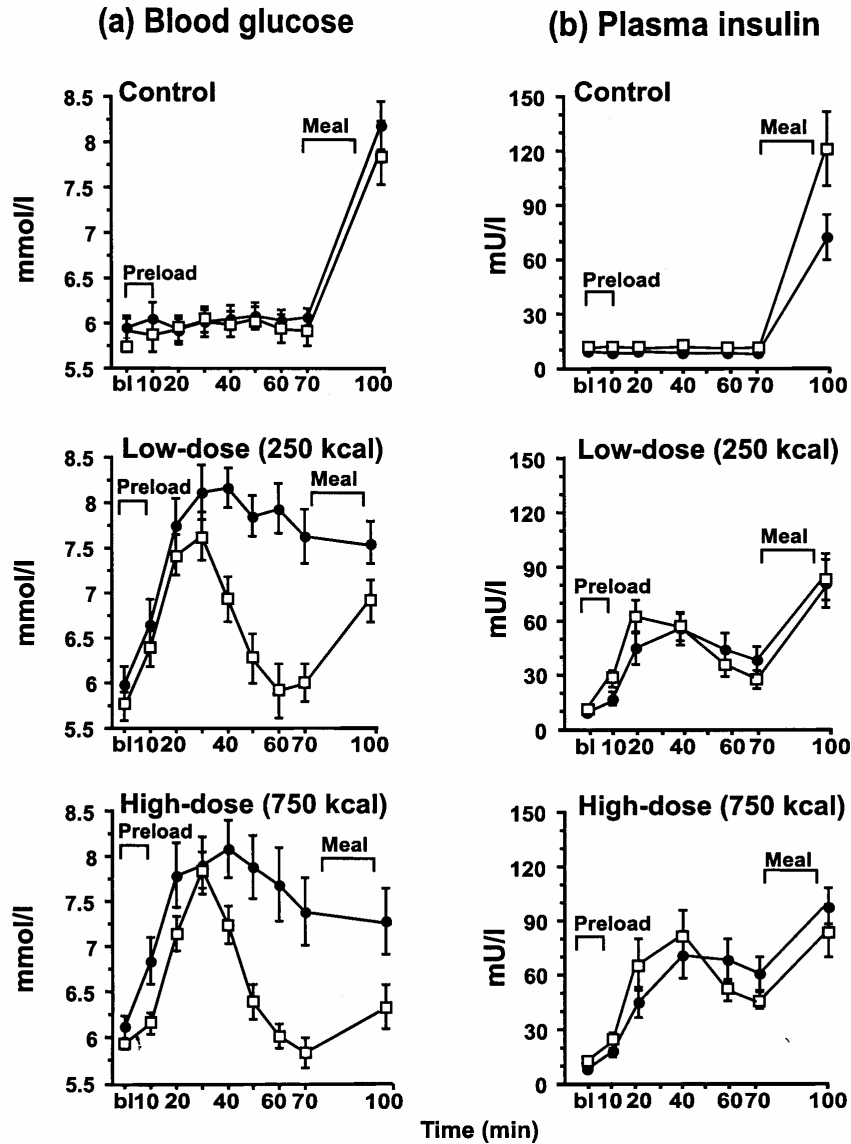 (a) Blood glucose
(b) Plasma insulin
Control
8.5
8
7.5
7
6.5
6
5.5
mmol/l
Preload
Meal
bl 10 20 40 60 70 100
Control
150
120
90
60
30
0
mU/l
Preload
Meal
bl 10 20 40 60 70 100
Low-dose (250 kcal)
8.5
8
7.5
7
6.5
6
5.5
mmol/l
Preload
Meal
bl 10 20 40 60 70 100
Low-dose (250 kcal)
150
120
90
60
30
0
mU/l
Preload
Meal
bl 10 20 40 60 70 100
High-dose (750 kcal)
8.5
8
7.5
7
6.5
6
5.5
mmol/l
Preload
Meal
bl 10 20 40 60 70 100
High-dose (750 kcal)
150
120
90
60
30
0
mU/l
Preload
Meal
bl 10 20 40 60 70 100
Time (min)